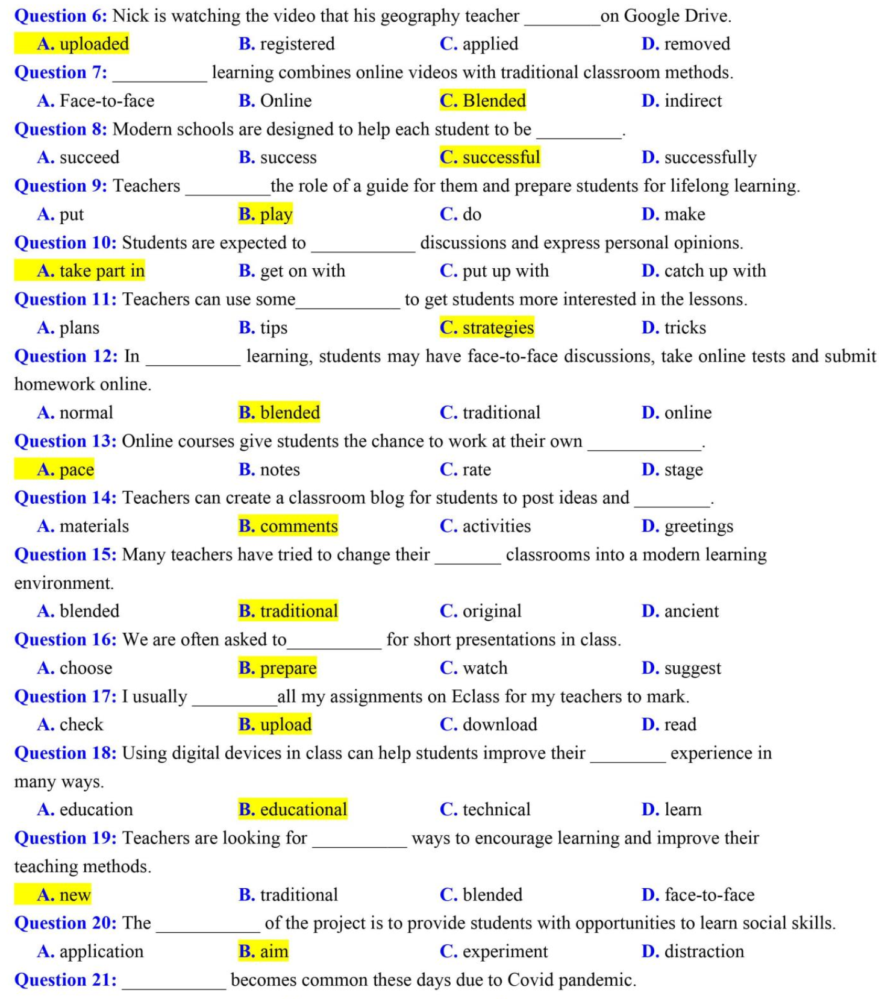 Question 6: Nick is watching the video that his geography teacher _________on Google Drive.
A. uploaded B. registered C. applied D. removed
Question 7: ___________ learning combines online videos with traditional classroom methods.
A. Face-to-face B. Online C. Blended D. indirect
Question 8: Modern schools are designed to help each student to be __________.
A. succeed B. success C. successful D. successfully
Question 9: Teachers __________the role of a guide for them and prepare students for lifelong learning.
A. put B. play C. do D. make
Question 10: Students are expected to ____________ discussions and express personal opinions.
A. take part in B. get on with C. put up with D. catch up with
Question 11: Teachers can use some____________ to get students more interested in the lessons.
A. plans B. tips C. strategies D. tricks
Question 12: In ___________ learning, students may have face-to-face discussions, take online tests and submit
homework online.
A. normal B. blended C. traditional D. online
Question 13: Online courses give students the chance to work at their own _____________.
A. pace B. notes C. rate D. stage
Question 14: Teachers can create a classroom blog for students to post ideas and _________.
A. materials B. comments C. activities D. greetings
Question 15: Many teachers have tried to change their ________ classrooms into a modern learning
environment.
A. blended B. traditional C. original D. ancient
Question 16: We are often asked to___________ for short presentations in class.
A. choose B. prepare C. watch D. suggest
Question 17: I usually __________all my assignments on Eclass for my teachers to mark.
A. check B. upload C. download D. read
Question 18: Using digital devices in class can help students improve their _________ experience in
many ways.
A. education B. educational C. technical D. learn
Question 19: Teachers are looking for ___________ ways to encourage learning and improve their
teaching methods.
A. new B. traditional C. blended D. face-to-face
Question 20: The ____________ of the project is to provide students with opportunities to learn social skills.
A. application B. aim C. experiment D. distraction
Question 21: ____________ becomes common these days due to Covid pandemic.